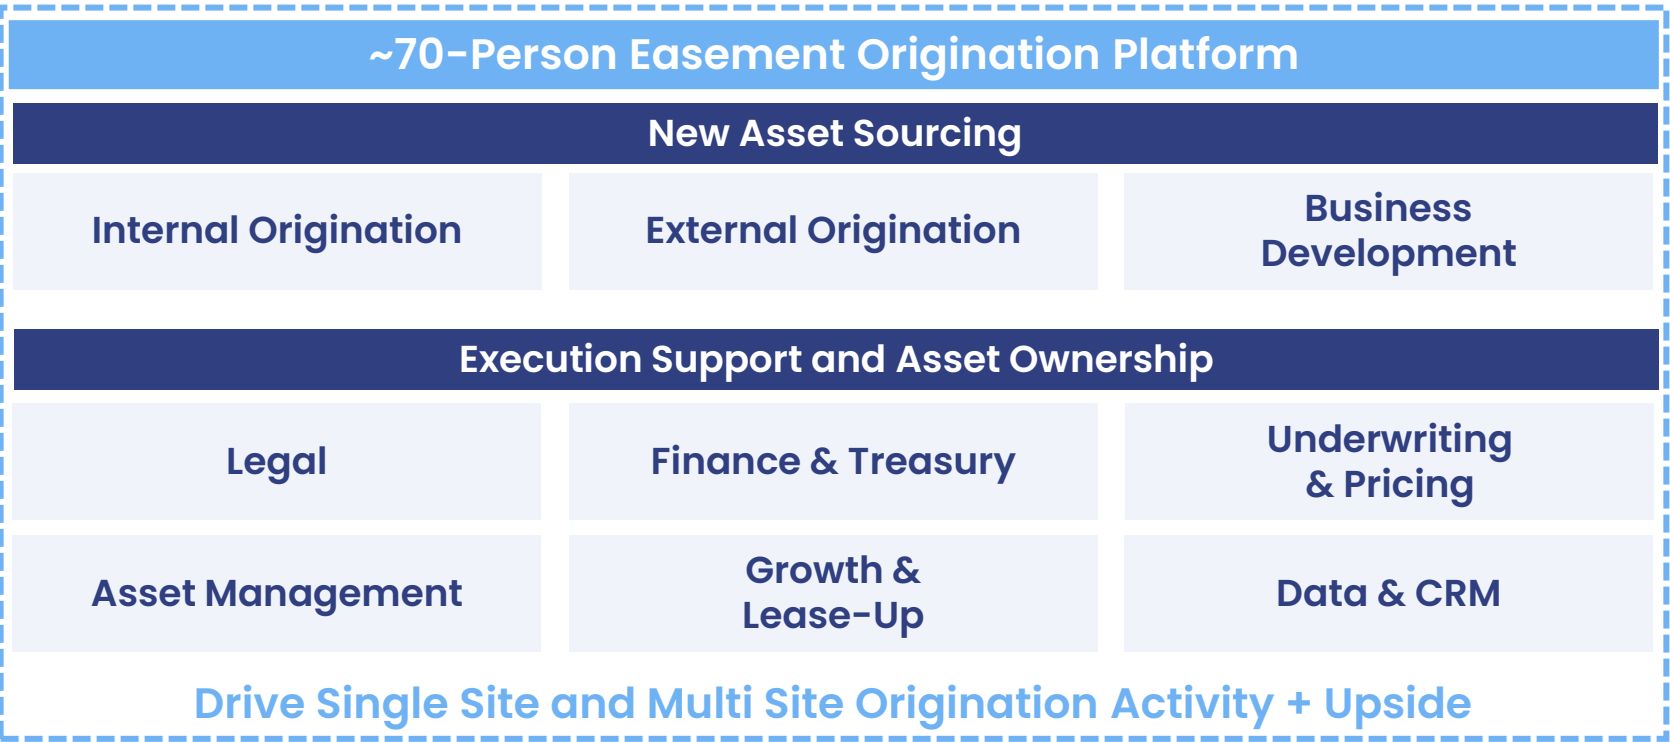 ~70-Person Easement Origination Platform
New Asset Sourcing
Internal Origination
External Origination
Business
Development
Execution Support and Asset Ownership
Legal
Finance & Treasury
Underwriting
& Pricing
Asset Management
Growth &
Lease-Up
Data & CRM
Drive Single Site and Multi Site Origination Activity + Upside